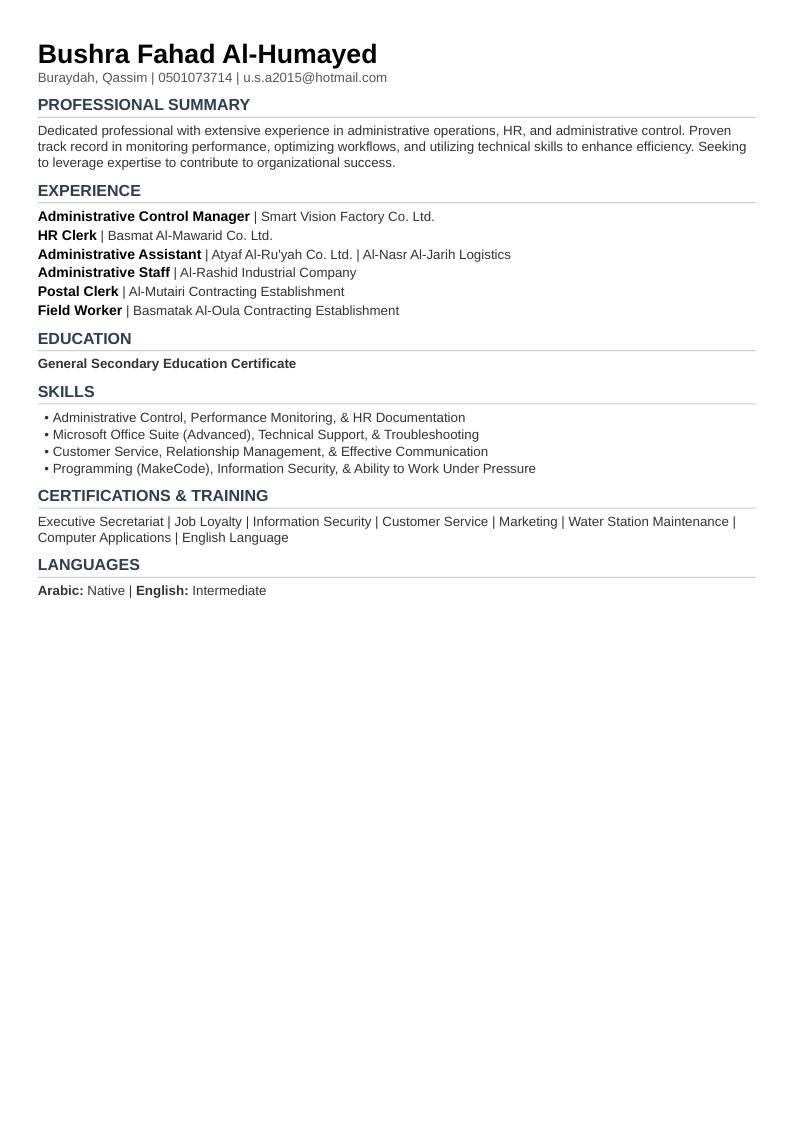 Bushra Fahad Al-Humayed
Buraydah, Qassim | 0501073714 | u.s.a2015@hotmail.com
PROFESSIONAL SUMMARY
Dedicated professional with extensive experience in administrative operations, HR, and administrative control. Proven
track record in monitoring performance, optimizing workflows, and utilizing technical skills to enhance efficiency. Seeking
to leverage expertise to contribute to organizational success.
EXPERIENCE
Administrative Control Manager | Smart Vision Factory Co. Ltd.
HR Clerk | Basmat Al-Mawarid Co. Ltd.
Administrative Assistant | Atyaf Al-Ru'yah Co. Ltd. | Al-Nasr Al-Jarih Logistics
Administrative Staff | Al-Rashid Industrial Company
Postal Clerk | Al-Mutairi Contracting Establishment
Field Worker | Basmatak Al-Oula Contracting Establishment
EDUCATION
General Secondary Education Certificate
SKILLS
• Administrative Control, Performance Monitoring, & HR Documentation
• Microsoft Office Suite (Advanced), Technical Support, & Troubleshooting
• Customer Service, Relationship Management, & Effective Communication
• Programming (MakeCode), Information Security, & Ability to Work Under Pressure
CERTIFICATIONS & TRAINING
Executive Secretariat | Job Loyalty | Information Security | Customer Service | Marketing | Water Station Maintenance |
Computer Applications | English Language
LANGUAGES
Arabic: Native | English: Intermediate